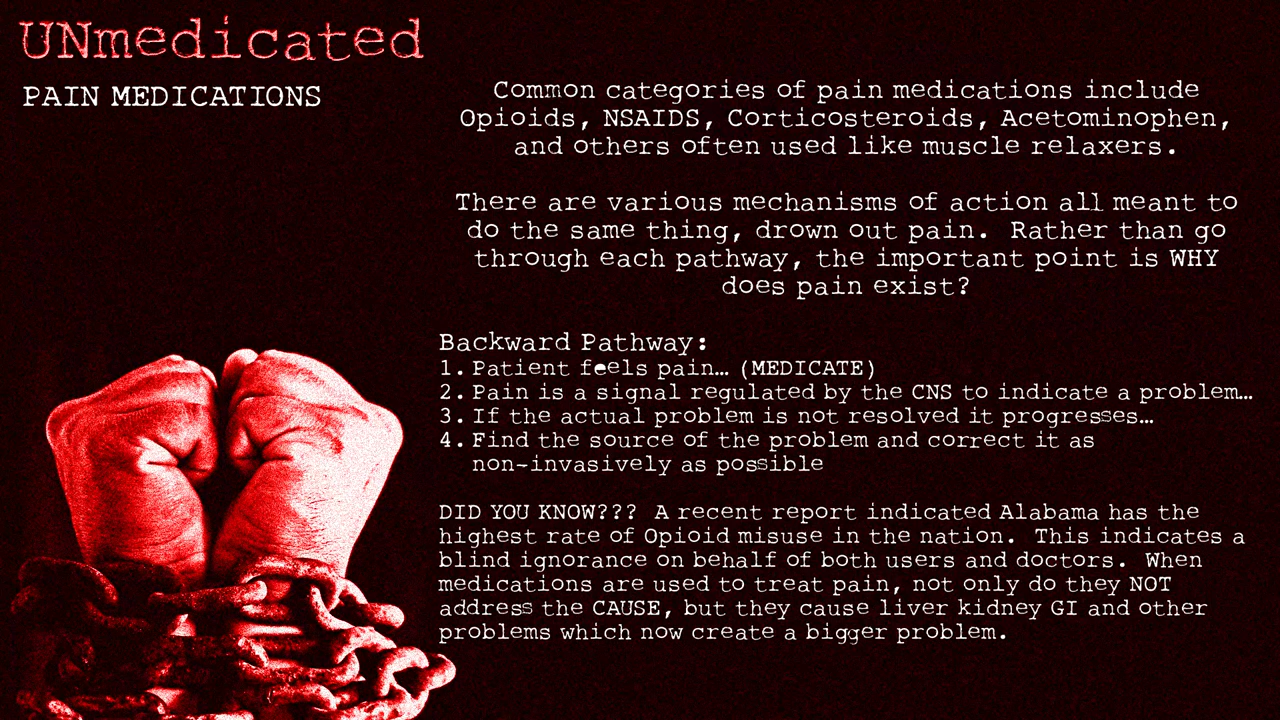 UNmedicated
PAIN MEDICATIONS
Common categories of pain medications include
Opioids, NSAIDS, Corticosteroids, Acetominophen,
and others often used like muscle relaxers.
There are various mechanisms of action all meant to
do the same thing, drown out pain.  Rather than go
through each pathway, the important point is WHY
does pain exist?
Backward Pathway:
1. Patient feels pain… (MEDICATE)
2. Pain is a signal regulated by the CNS to indicate a problem…
3. If the actual problem is not resolved it progresses…
4. Find the source of the problem and correct it as
non-invasively as possible
DID YOU KNOW???  A recent report indicated Alabama has the
highest rate of Opioid misuse in the nation.  This indicates a
blind ignorance on behalf of both users and doctors.  When
medications are used to treat pain, not only do they NOT
address the CAUSE, but they cause liver kidney GI and other
problems which now create a bigger problem.